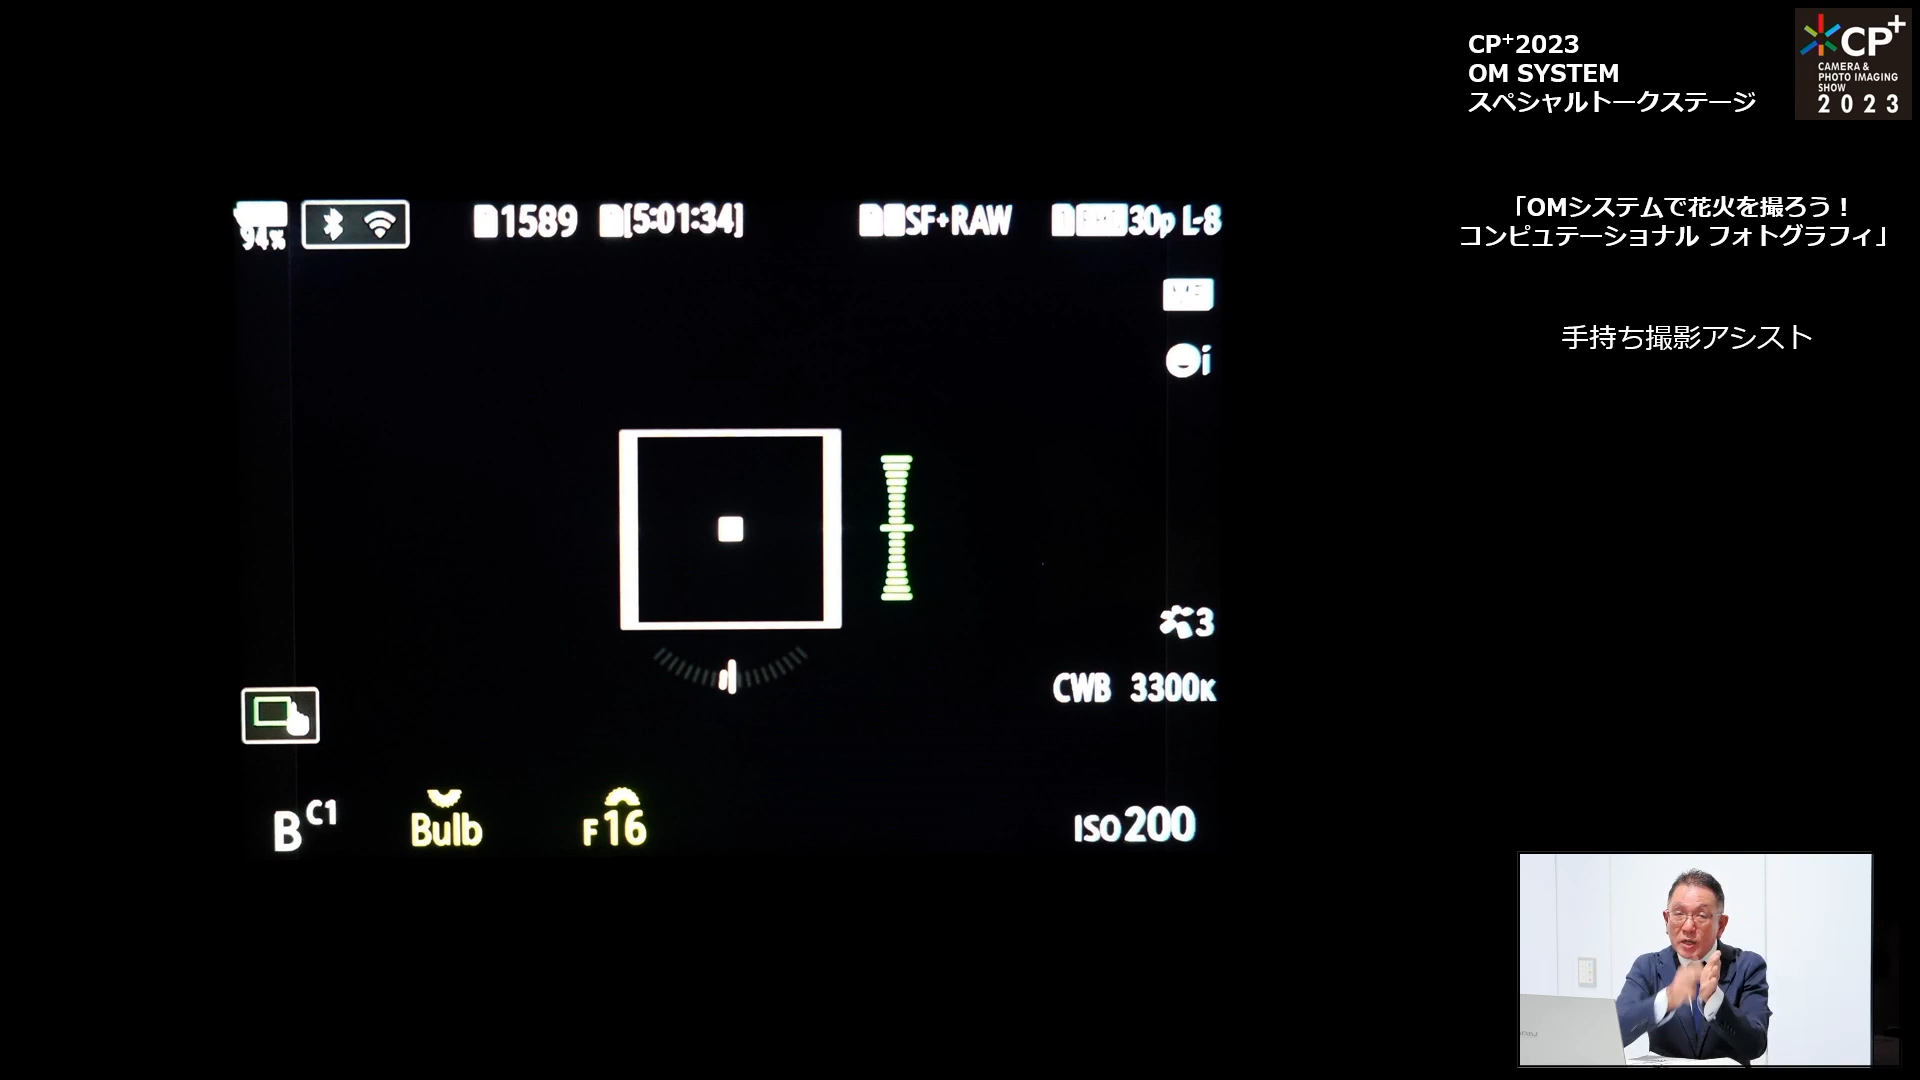 CP+2023
OM SYSTEM
スペシャルトークステージ
CP+
CAMERA &
PHOTO IMAGING
SHOW
2023
「OMシステムで花火を撮ろう！
コンピュテーショナル フォトグラフィ」
手持ち撮影アシスト
94%
1589
[5:01:34]
SF+RAW
30p L-8
i
3
CWB 3300K
B C1
Bulb
F16
ISO 200